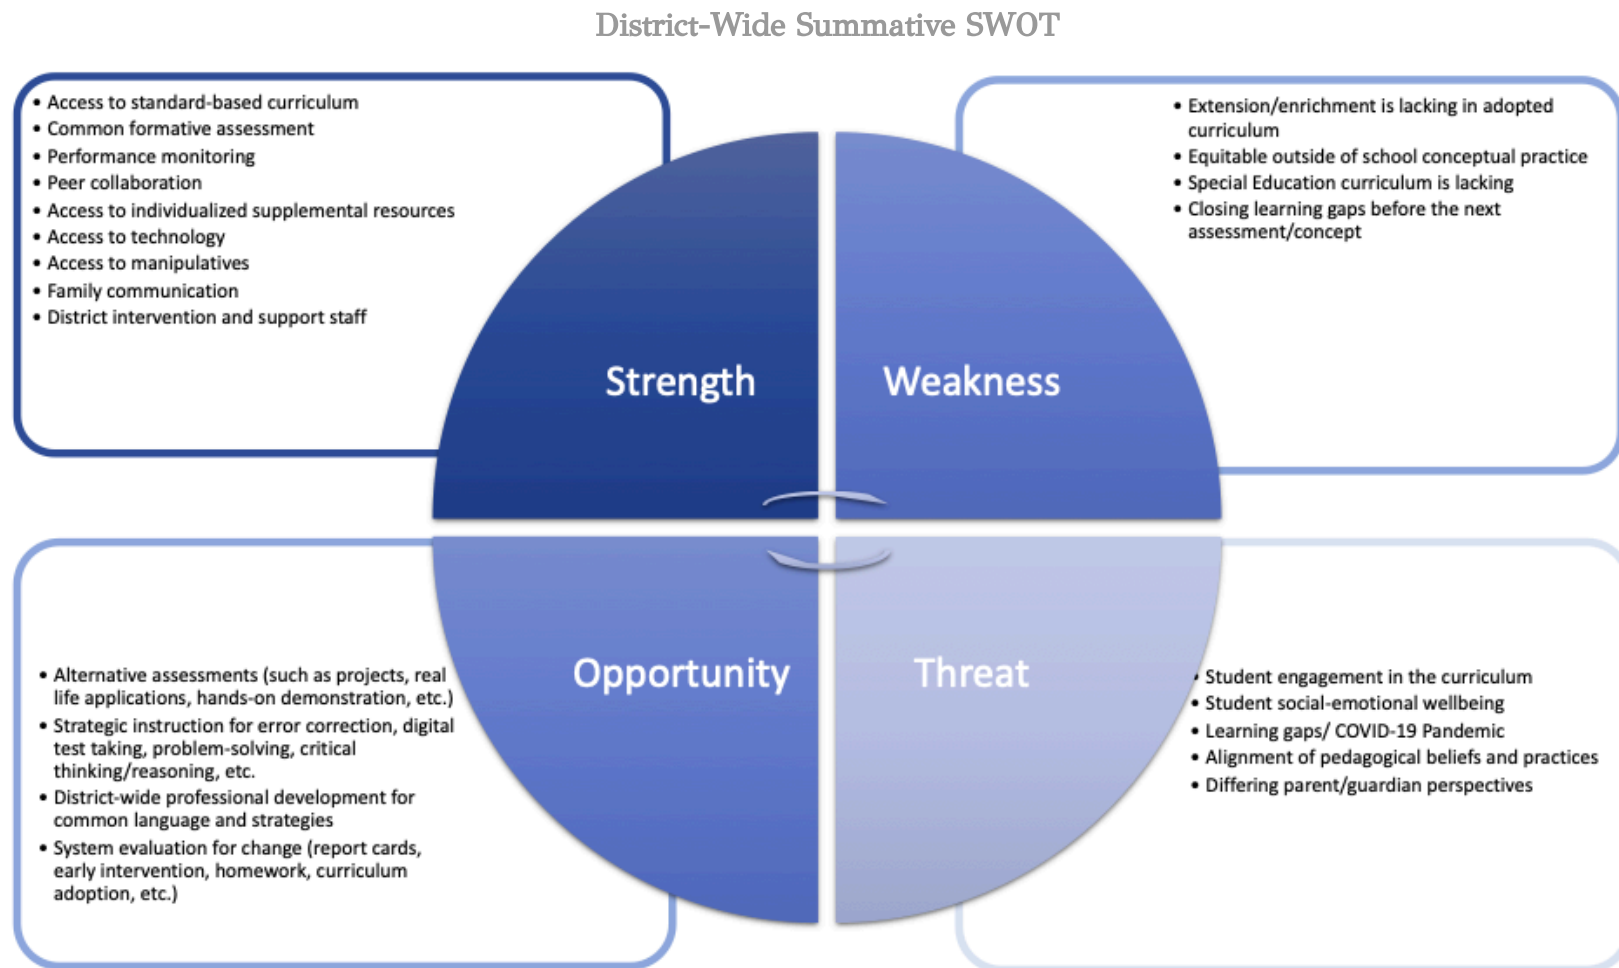 District-Wide Summative SWOT
• Access to standard-based curriculum
• Common formative assessment
• Performance monitoring
• Peer collaboration
• Access to individualized supplemental resources
• Access to technology
• Access to manipulatives
• Family communication
• District intervention and support staff
Strength
• Extension/enrichment is lacking in adopted
curriculum
• Equitable outside of school conceptual practice
• Special Education curriculum is lacking
• Closing learning gaps before the next
assessment/concept
Weakness
• Alternative assessments (such as projects, real
life applications, hands-on demonstration, etc.)
• Strategic instruction for error correction, digital
test taking, problem-solving, critical
thinking/reasoning, etc.
• District-wide professional development for
common language and strategies
• System evaluation for change (report cards,
early intervention, homework, curriculum
adoption, etc.)
Opportunity
Threat
• Student engagement in the curriculum
• Student social-emotional wellbeing
• Learning gaps/ COVID-19 Pandemic
• Alignment of pedagogical beliefs and practices
• Differing parent/guardian perspectives